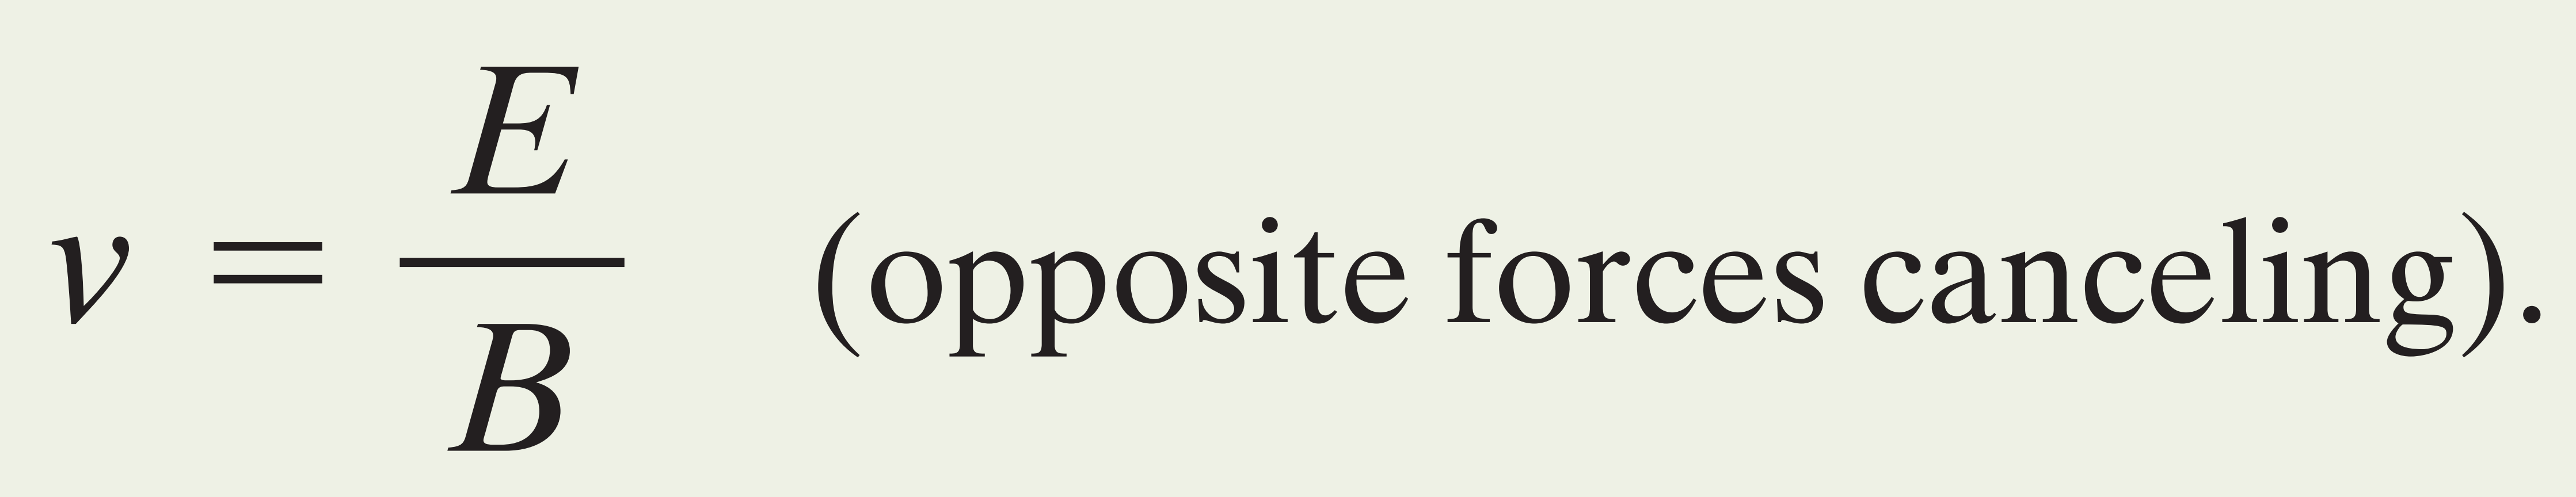 v = E/B (opposite forces canceling).